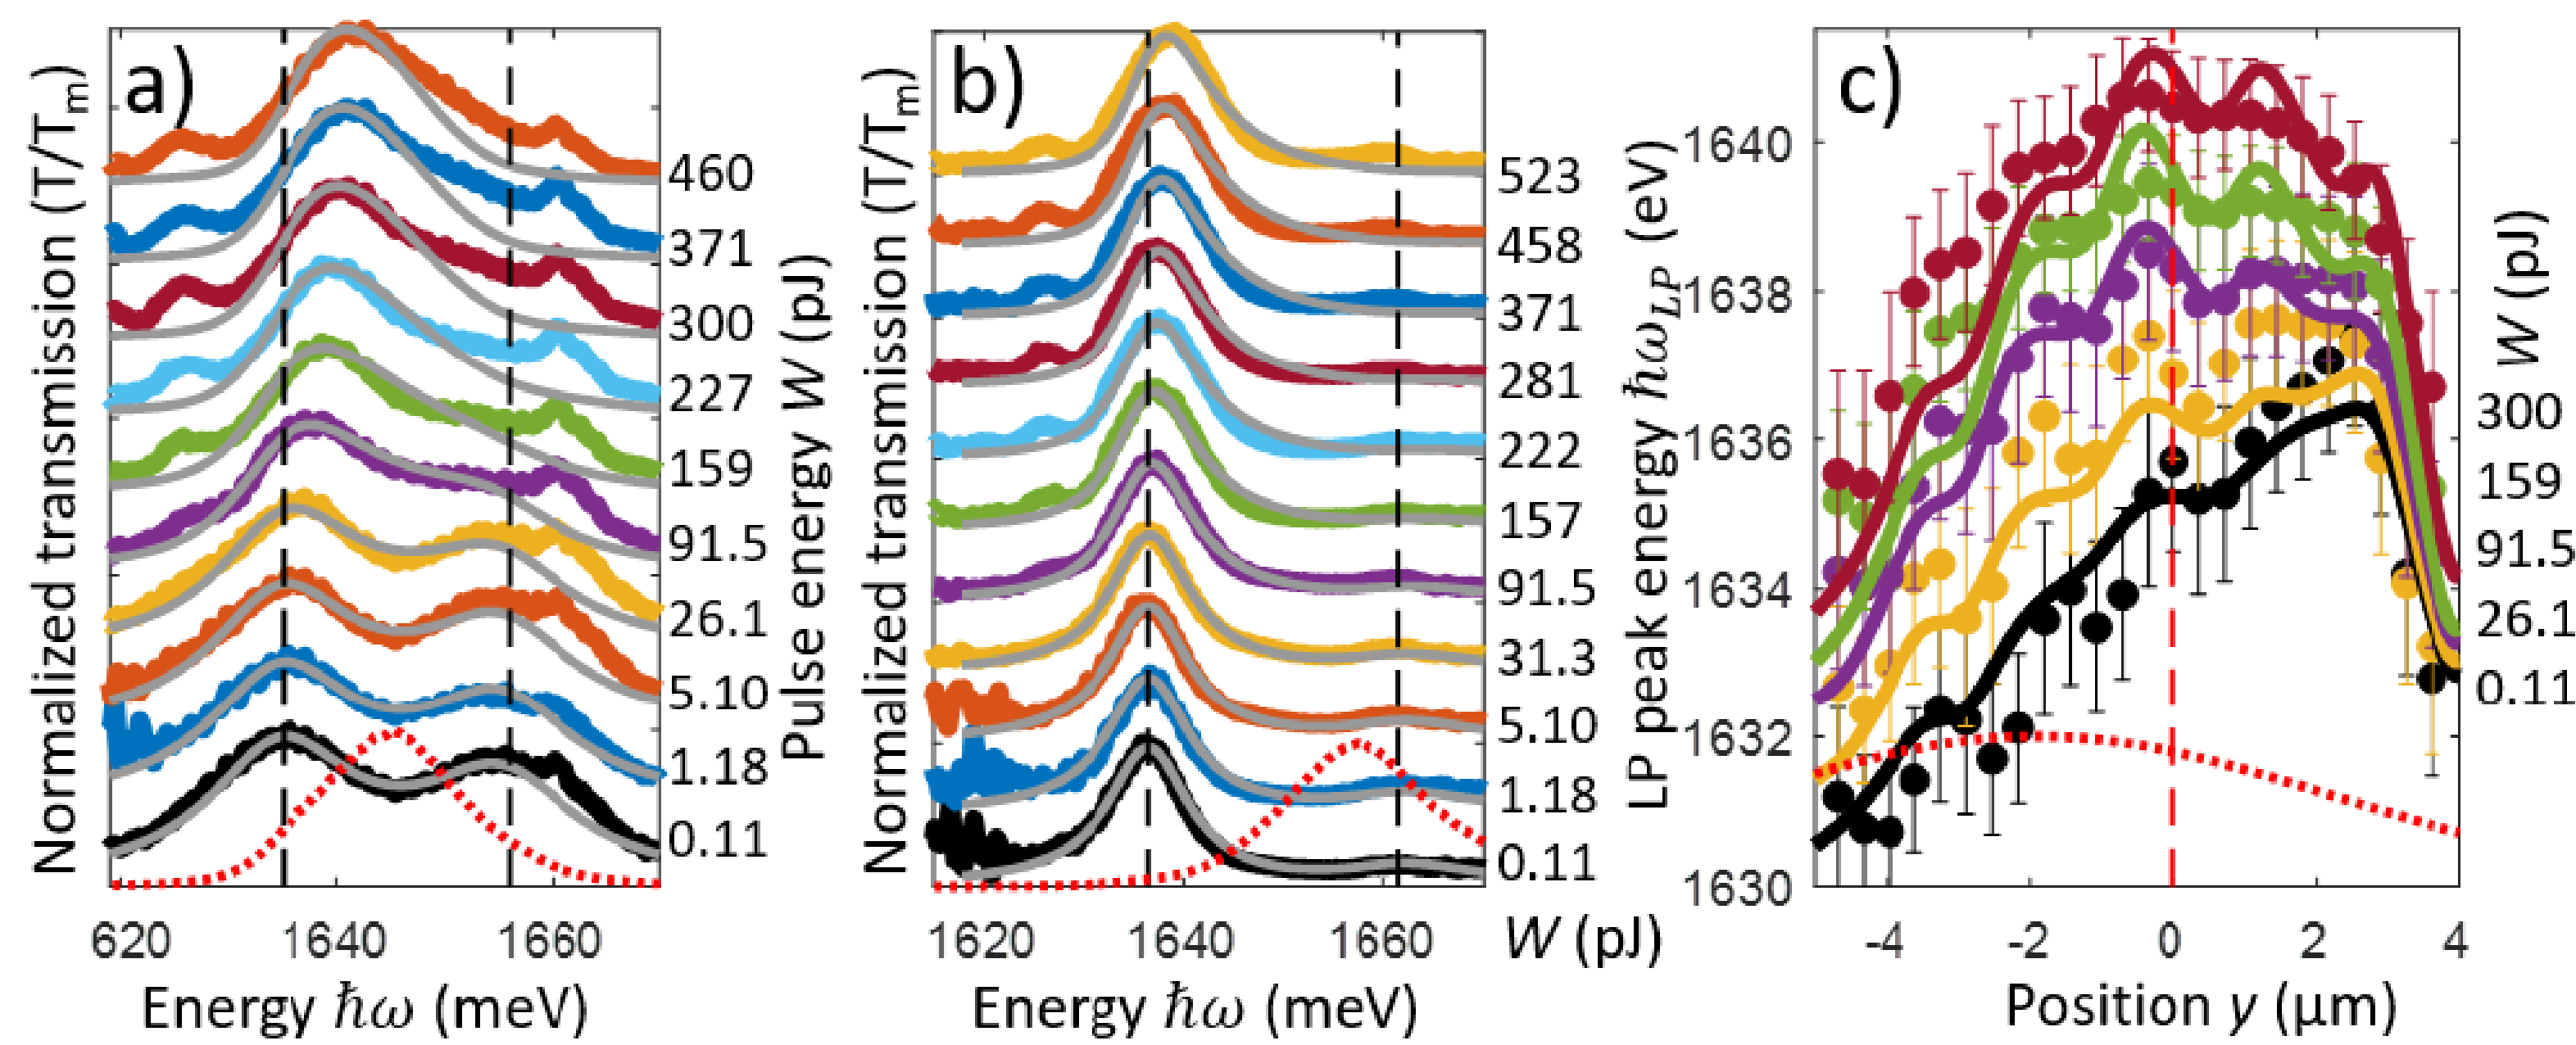 a)
Normalized transmission (T/Tm)
460
371
300
227
159
91.5
26.1
5.10
1.18
0.11
Pulse energy W (pJ)
620 1640 1660
Energy ℏω (meV)
b)
Normalized transmission (T/Tm)
523
458
371
281
222
157
91.5
31.3
5.10
1.18
0.11
1620 1640 1660
W (pJ)
Energy ℏω (meV)
c)
LP peak energy ℏωLP (eV)
1640
1638
1636
1634
1632
1630
W (pJ)
300
159
91.5
26.1
0.11
-4 -2 0 2 4
Position y (μm)